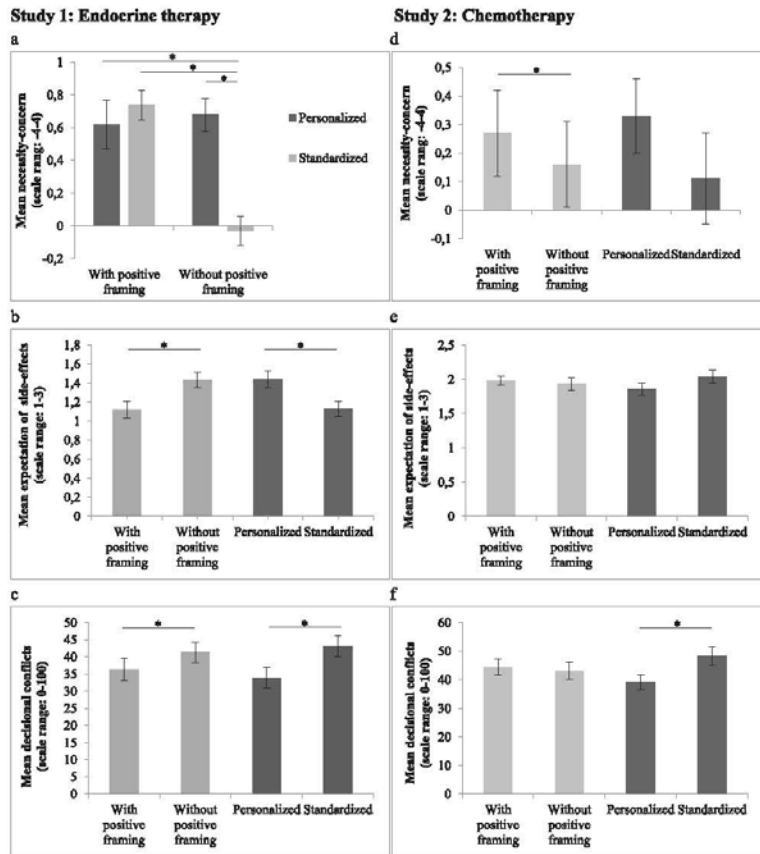 Study 1: Endocrine therapy
Study 2: Chemotherapy
a
Mean necessity-concern
(scale rang: -4-4)
1
0,8
0,6
0,4
0,2
0
-0,2
*
*
*
Personalized
Standardized
With positive
framing
Without positive
framing
d
Mean necessity-concern
(scale rang: -4-4)
0,5
0,4
0,3
0,2
0,1
0
-0,1
*
With
positive
framing
Without
positive
framing
Personalized
Standardized
b
Mean expectation of side-effects
(scale range: 1-3)
1,8
1,6
1,4
1,2
1
0,8
0,6
0,4
0,2
0
*
*
With
positive
framing
Without
positive
framing
Personalized
Standardized
e
Mean expectation of side-effects
(scale range: 1-3)
2,5
2
1,5
1
0,5
0
With
positive
framing
Without
positive
framing
Personalized
Standardized
c
Mean decisional conflicts
(scale range: 0-100)
50
45
40
35
30
25
20
15
10
5
0
*
*
With
positive
framing
Without
positive
framing
Personalized
Standardized
f
Mean decisional conflicts
(scale range: 0-100)
60
50
40
30
20
10
0
*
With
positive
framing
Without
positive
framing
Personalized
Standardized